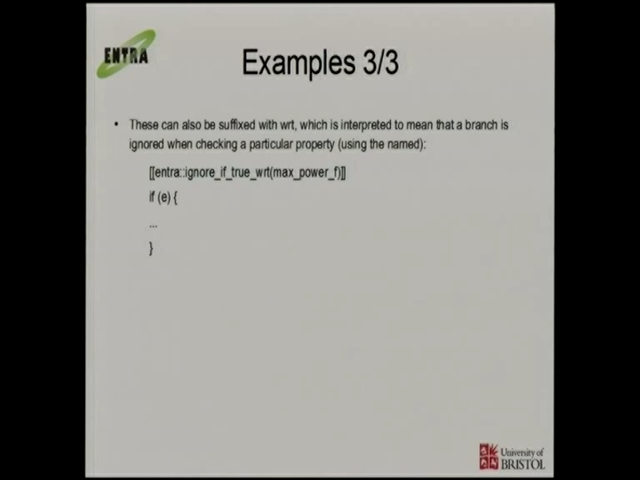 ENTRA
Examples 3/3
• These can also be suffixed with wrt, which is interpreted to mean that a branch is
ignored when checking a particular property (using the named):
[[entra::ignore_if_true_wrt(max_power_f)]]
if (e) {
...
}
University of
BRISTOL